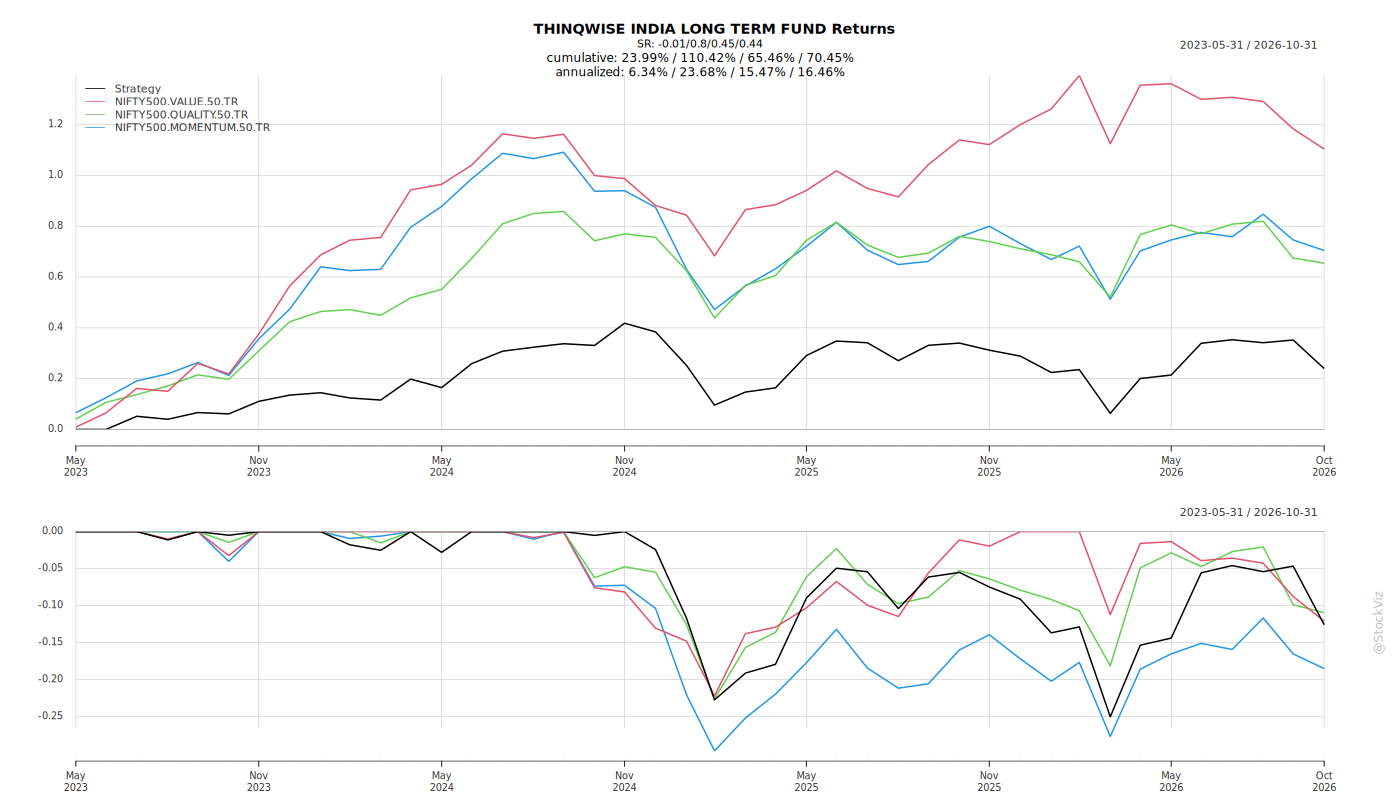 THINQWISE INDIA LONG TERM FUND Returns
SR: -0.01/0.8/0.45/0.44
2023-05-31 / 2026-10-31
cumulative: 23.99% / 110.42% / 65.46% / 70.45%
annualized: 6.34% / 23.68% / 15.47% / 16.46%
Strategy
NIFTY500.VALUE.50.TR
NIFTY500.QUALITY50.TR
NIFTY500.MOMENTUM.50.TR
1.2
1.0
0.8
0.6
0.4
0.2
0.0
May Nov May Nov May Nov May Oct
2023 2023 2024 2024 2025 2025 2026 2026
2023-05-31 / 2026-10-31
0.00
-0.05
-0.10
-0.15
-0.20
-0.25
May Nov May Nov May Nov May Oct
2023 2023 2024 2024 2025 2025 2026 2026
@StockViz